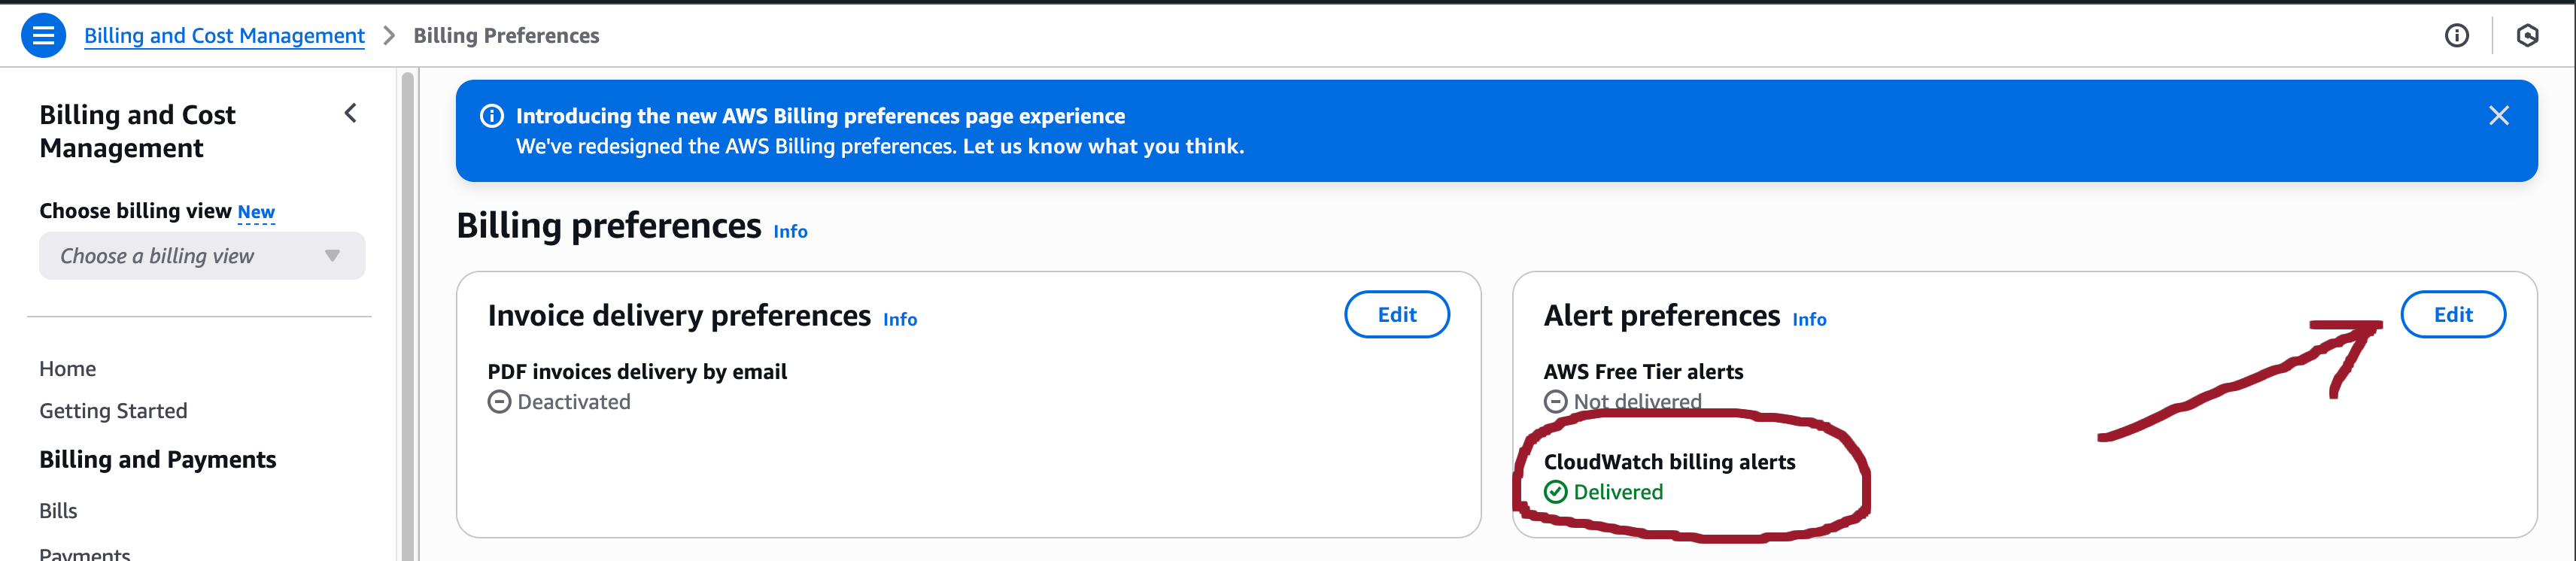 Billing and Cost Management > Billing Preferences
Billing and Cost
Management
Choose billing view New
Choose a billing view
Home
Getting Started
Billing and Payments
Bills
Payments
Introducing the new AWS Billing preferences page experience
We've redesigned the AWS Billing preferences. Let us know what you think.
Billing preferences Info
Invoice delivery preferences Info
Edit
PDF invoices delivery by email
Deactivated
Alert preferences Info
Edit
AWS Free Tier alerts
Not delivered
CloudWatch billing alerts
Delivered